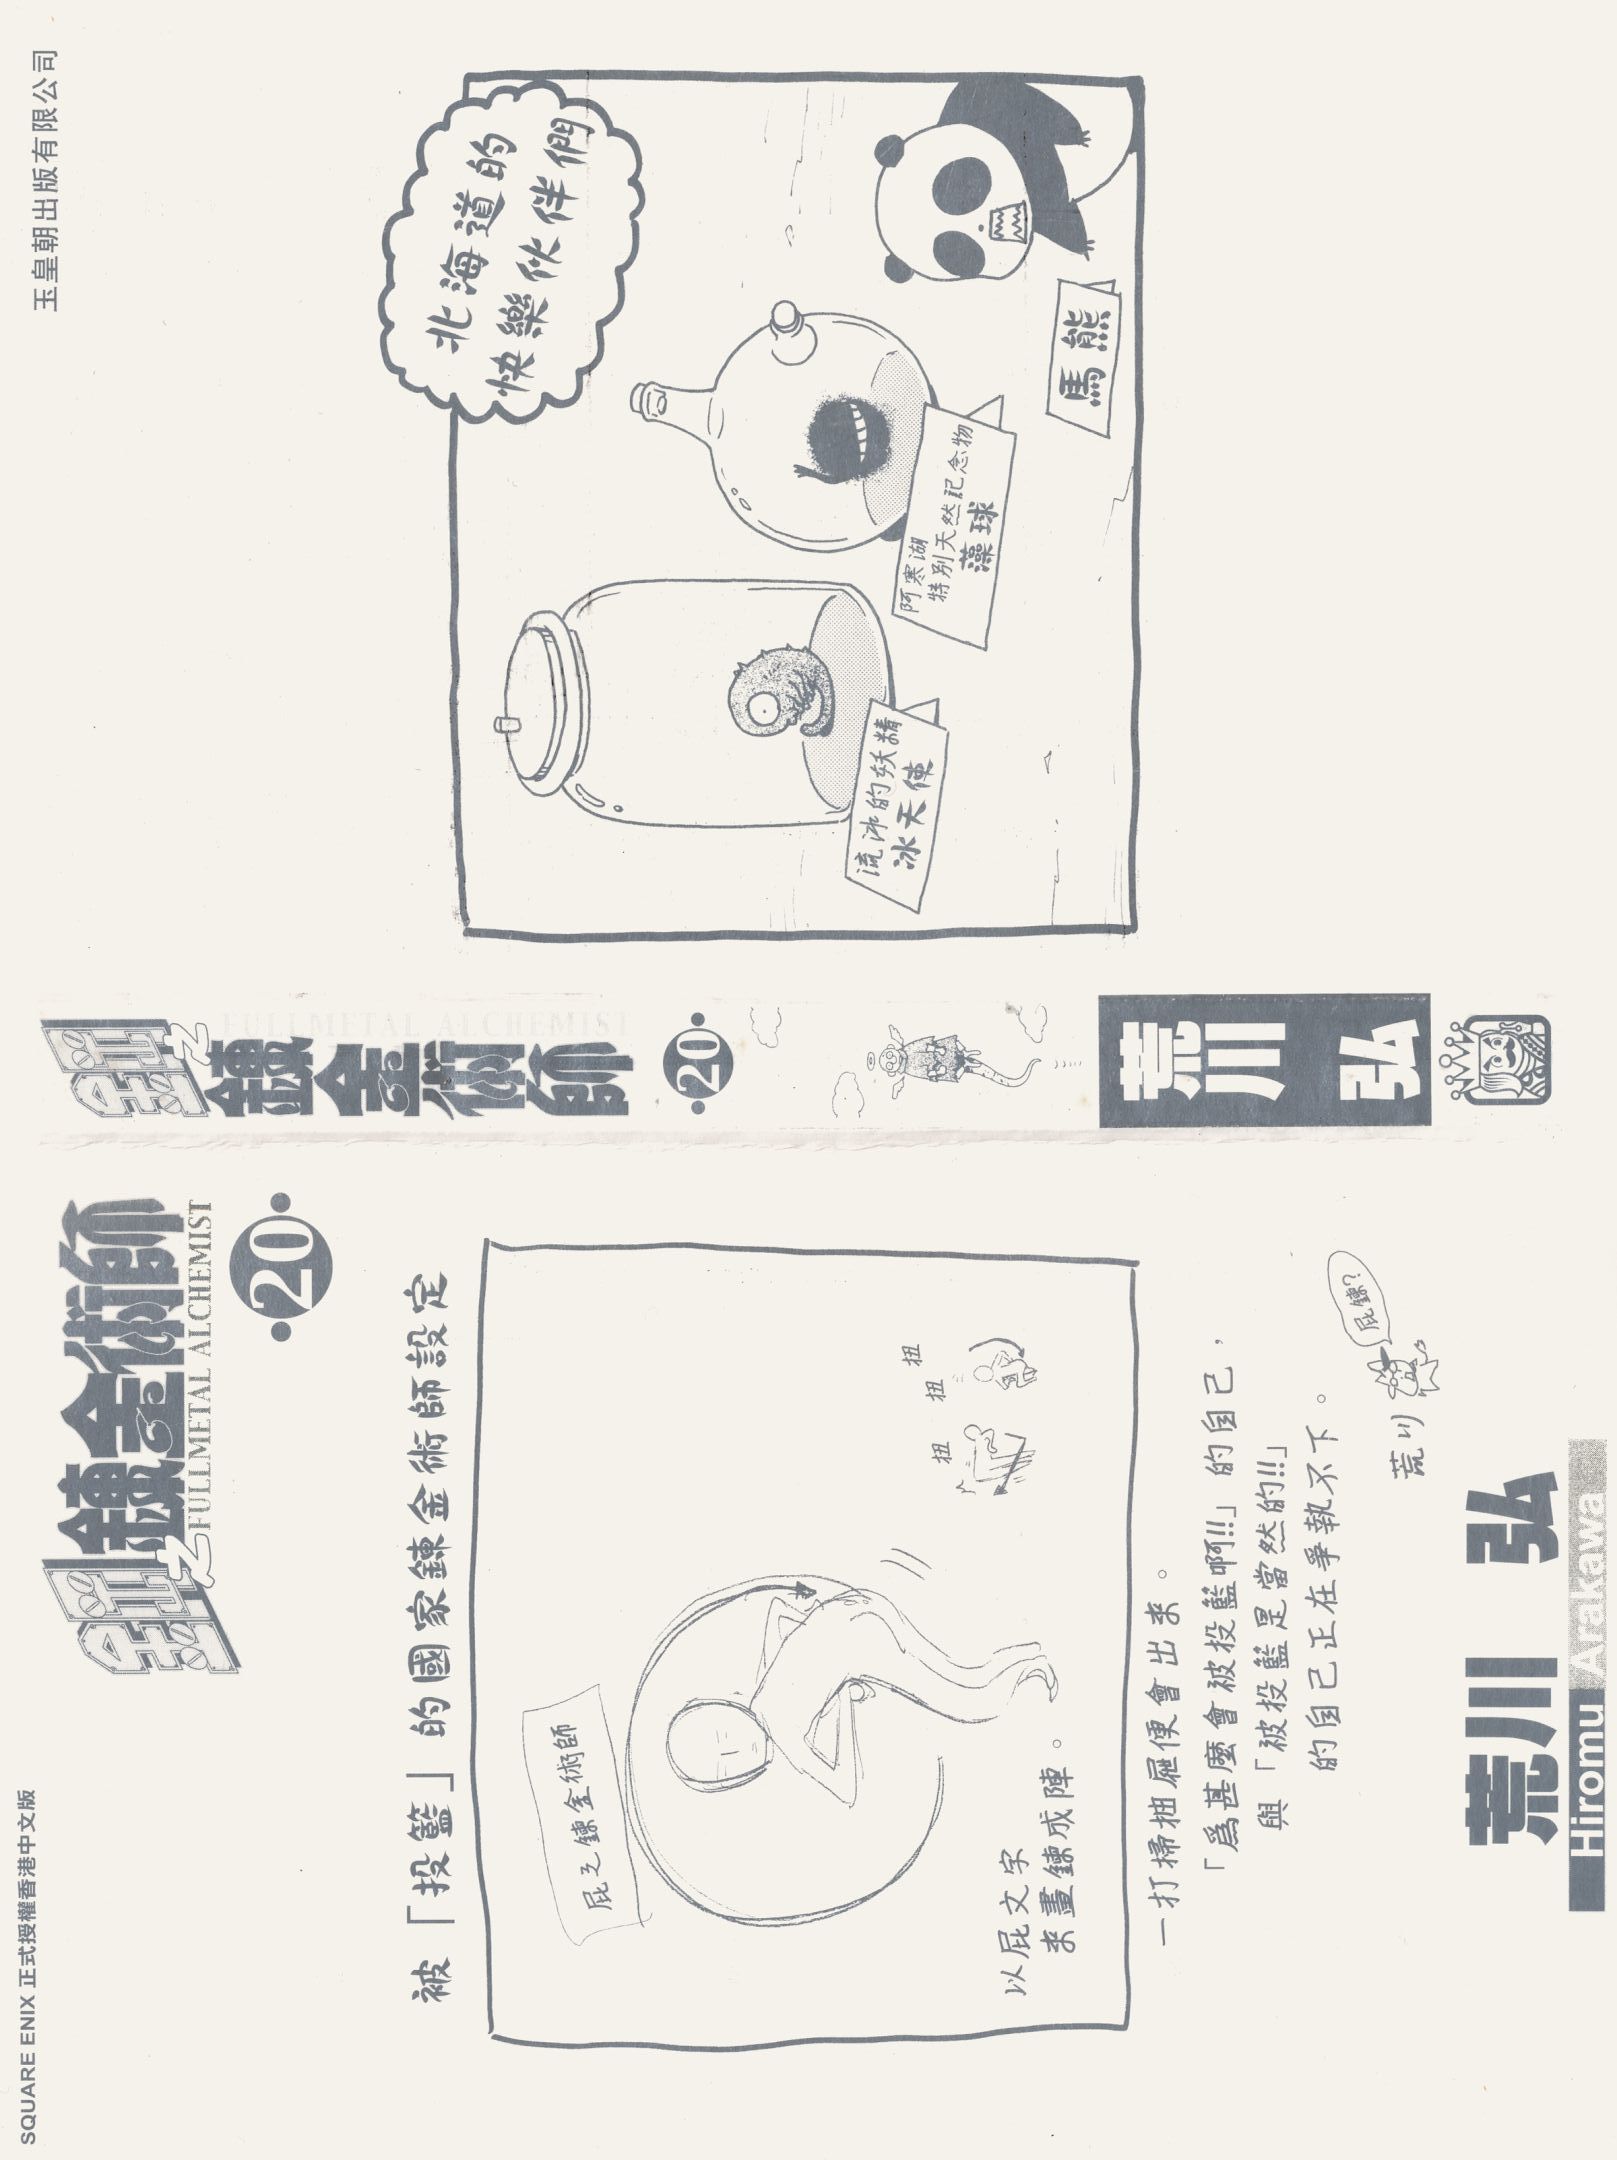 SQUARE ENIX 正式授權香港中文版
鋼之鍊金術師
FULLMETAL ALCHEMIST
20
被「投籃」的國家鍊金術師設定
屁之鍊金術師
扭
扭
扭
以屁文字
來畫鍊成陣。
一打掃抽屜便會出來。
「爲甚麼會被投籃啊!!」的自己，
與「被投籃是當然的!!」
的自己正在爭執不下。
屁鍊?
荒川
荒川 弘
Hiromu Arakawa
鋼之鍊金術師
FULLMETAL ALCHEMIST
20
荒川 弘
玉皇朝出版有限公司
北海道的
快樂伙伴們
流冰的妖精
冰天使
阿寒湖
特別天然記念物
藻球
馬熊